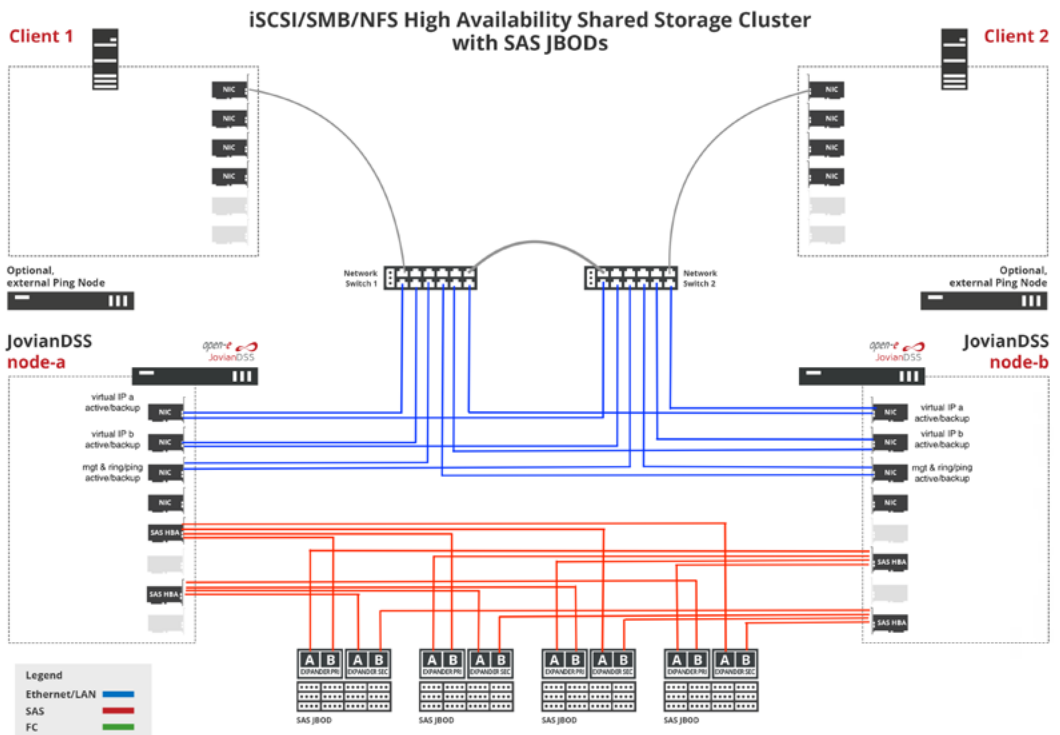 iSCSI/SMB/NFS High Availability Shared Storage Cluster
with SAS JBODs
Client 1
Client 2
NIC
NIC
NIC
NIC
NIC
NIC
NIC
NIC
Optional,
external Ping Node
Network
Switch 1
Network
Switch 2
Optional,
external Ping Node
JovianDSS
node-a
open-e
JovianDSS
open-e
JovianDSS
JovianDSS
node-b
virtual IP a
active/backup
NIC
virtual IP b
active/backup
NIC
mgt & ring/ping
active/backup
NIC
NIC
SAS HBA
SAS HBA
NIC
virtual IP a
active/backup
NIC
virtual IP b
active/backup
NIC
mgt & ring/ping
active/backup
NIC
SAS HBA
SAS HBA
A B A B
EXPANDER PRI EXPANDER SEC
SAS JBOD
A B A B
EXPANDER PRI EXPANDER SEC
SAS JBOD
A B A B
EXPANDER PRI EXPANDER SEC
SAS JBOD
A B A B
EXPANDER PRI EXPANDER SEC
SAS JBOD
Legend
Ethernet/LAN
SAS
FC